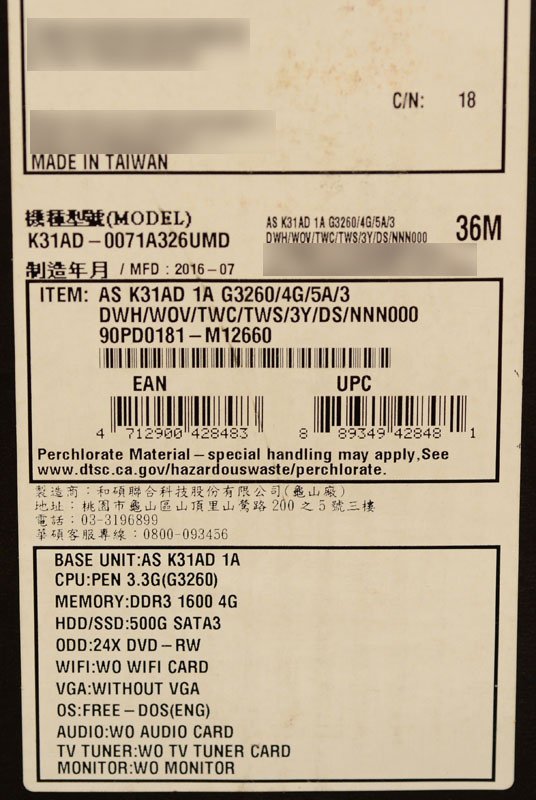 C/N: 18
MADE IN TAIWAN
機種型號(MODEL)
K31AD-0071A326UMD
AS K31AD 1A G3260/4G/5A/3
DWH/WOV/TWC/TWS/3Y/DS/NNN000
36M
製造年月 / MFD : 2016-07
ITEM: AS K31AD 1A G3260/4G/5A/3
DWH/WOV/TWC/TWS/3Y/DS/NNN000
90PD0181-M12660
EAN UPC
4 712900 428483 8 89349 42848 1
Perchlorate Material-special handling may apply,See
www.dtsc.ca.gov/hazardouswaste/perchlorate.
製造商：和碩聯合科技股份有限公司(龜山廠)
地址：桃園市龜山區山頂里山鶯路200之5號三樓
電話：03-3196899
華碩客服專線：0800-093456
BASE UNIT:AS K31AD 1A
CPU:PEN 3.3G(G3260)
MEMORY:DDR3 1600 4G
HDD/SSD:500G SATA3
ODD:24X DVD-RW
WIFI:WO WIFI CARD
VGA:WITHOUT VGA
OS:FREE-DOS(ENG)
AUDIO:WO AUDIO CARD
TV TUNER:WO TV TUNER CARD
MONITOR:WO MONITOR